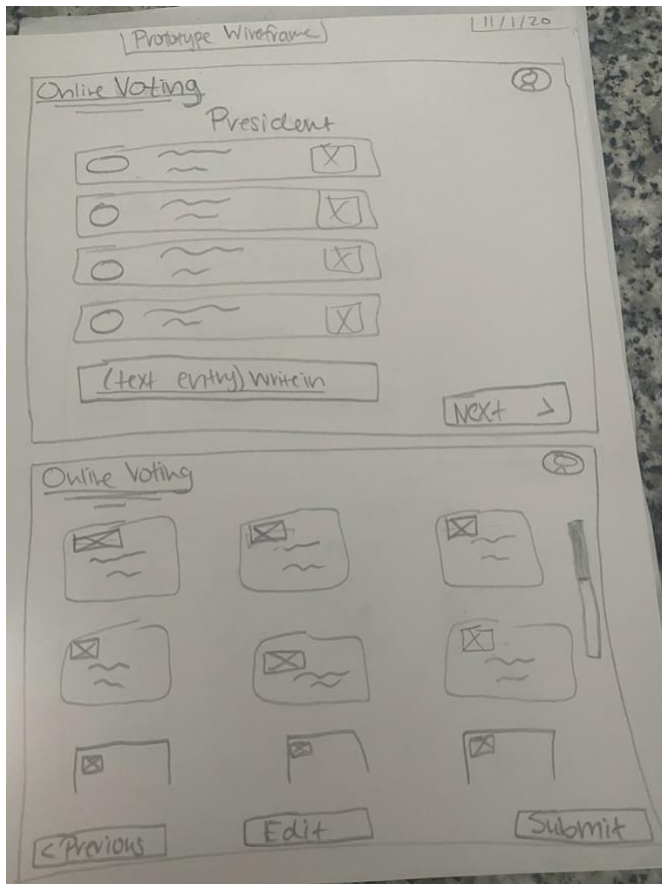 Prototype Wireframe
11/1/20
Online Voting
President
(text entry) write in
Next >
Online Voting
< Previous
Edit
Submit